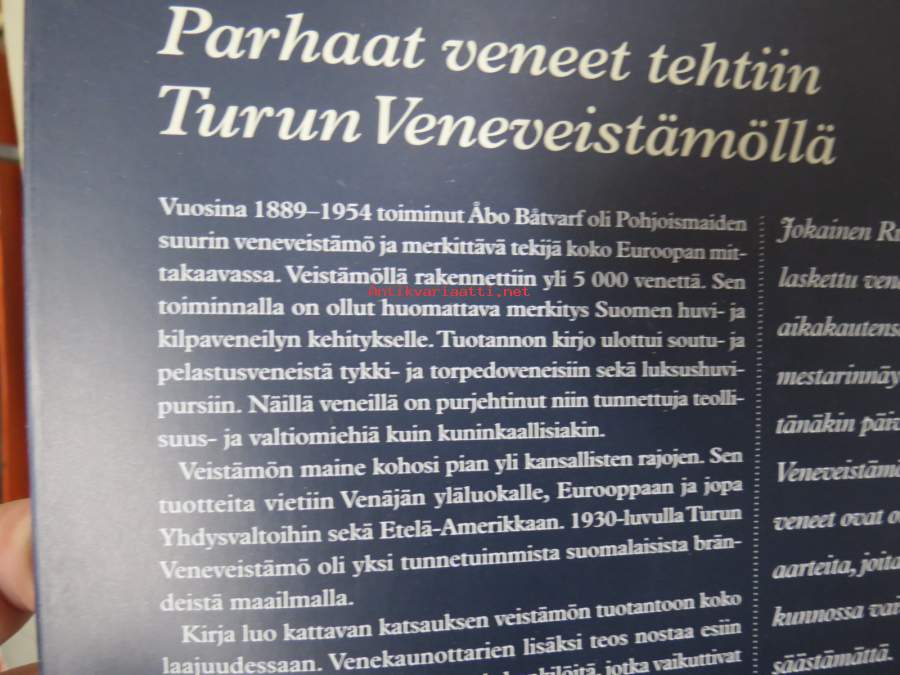 Parhaat veneet tehtiin
Turun Veneveistämöllä
Vuosina 1889–1954 toiminut Åbo Båtvarf oli Pohjoismaiden
suurin veneveistämö ja merkittävä tekijä koko Euroopan mit-
takaavassa. Veistämöllä rakennettiin yli 5 000 venettä. Sen
toiminnalla on ollut huomattava merkitys Suomen huvi- ja
kilpaveneilyn kehitykselle. Tuotannon kirjo ulottui soutu- ja
pelastusveneistä tykki- ja torpedoveneisiin sekä luksushuvi-
pursiin. Näillä veneillä on purjehtinut niin tunnettuja teolli-
suus- ja valtiomiehiä kuin kuninkaallisiakin.
Veistämön maine kohosi pian yli kansallisten rajojen. Sen
tuotteita vietiin Venäjän yläluokalle, Eurooppaan ja jopa
Yhdysvaltoihin sekä Etelä-Amerikkaan. 1930-luvulla Turun
Veneveistämö oli yksi tunnetuimmista suomalaisista brän-
deistä maailmalla.
Kirja luo kattavan katsauksen veistämön tuotantoon koko
laajuudessaan. Venekaunottarien lisäksi teos nostaa esiin
jotka vaikuttivat
Jokainen
laskettu
aikakautensa
mestarinnäy
tänäkin
Veneveistämö
veneet ovat
aarteita, joita
kunnossa
säästämättä.
Antikvariaatti.net